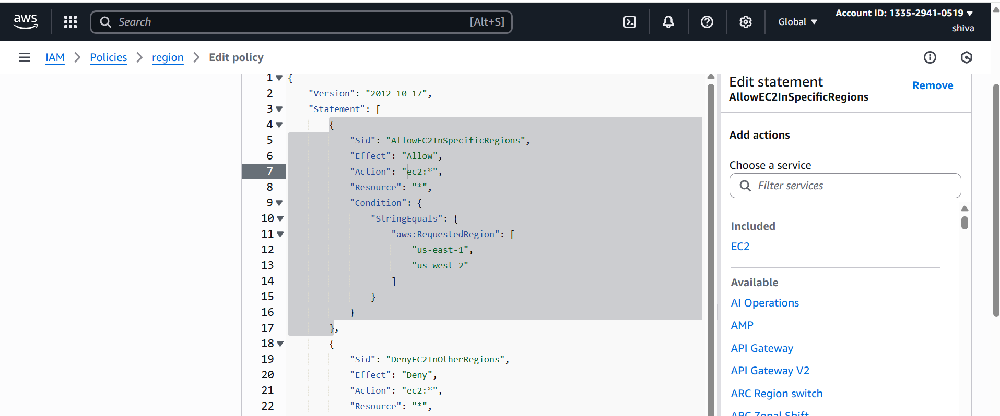 aws
Search [Alt+S]
Global
Account ID: 1335-2941-0519
shiva
IAM
Policies
region
Edit policy
1 {
2 "Version": "2012-10-17",
3 "Statement": [
4 {
5 "Sid": "AllowEC2InSpecificRegions",
6 "Effect": "Allow",
7 "Action": "ec2:*",
8 "Resource": "*",
9 "Condition": {
10 "StringEquals": {
11 "aws:RequestedRegion": [
12 "us-east-1",
13 "us-west-2"
14 ]
15 }
16 }
17 },
18 {
19 "Sid": "DenyEC2InOtherRegions",
20 "Effect": "Deny",
21 "Action": "ec2:*",
22 "Resource": "*",
Edit statement
Remove
AllowEC2InSpecificRegions
Add actions
Choose a service
Filter services
Included
EC2
Available
AI Operations
AMP
API Gateway
API Gateway V2
ARC Region switch
ARC Zonal Shift